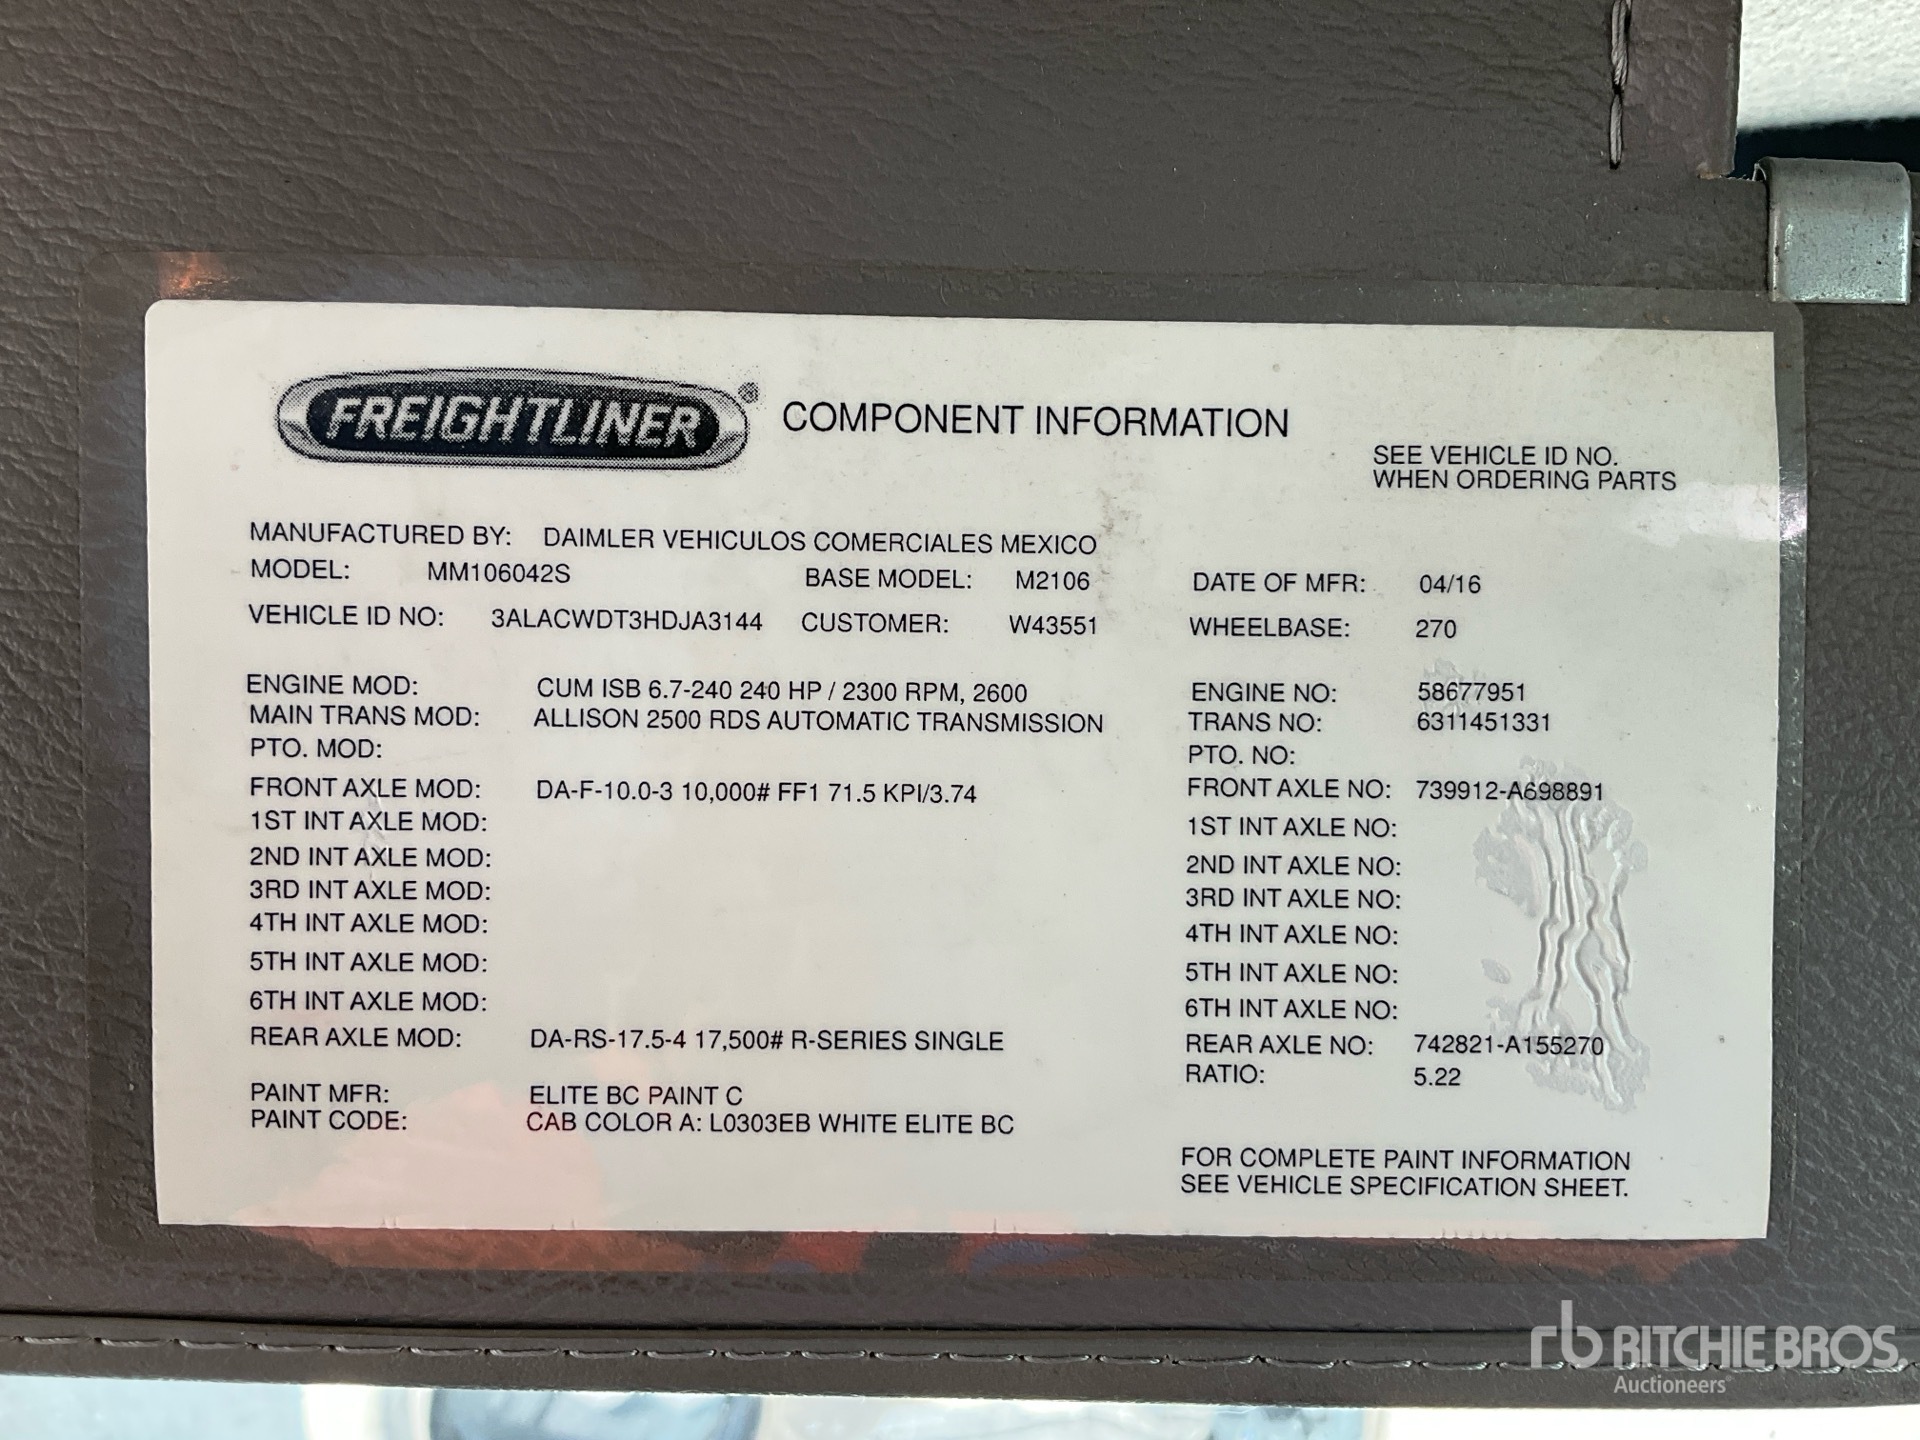 FREIGHTLINER® COMPONENT INFORMATION
SEE VEHICLE ID NO.
WHEN ORDERING PARTS
MANUFACTURED BY: DAIMLER VEHICULOS COMERCIALES MEXICO
MODEL: MM106042S BASE MODEL: M2106 DATE OF MFR: 04/16
VEHICLE ID NO: 3ALACWDT3HDJA3144 CUSTOMER: W43551 WHEELBASE: 270
ENGINE MOD: CUM ISB 6.7-240 240 HP / 2300 RPM, 2600 ENGINE NO: 58677951
MAIN TRANS MOD: ALLISON 2500 RDS AUTOMATIC TRANSMISSION TRANS NO: 6311451331
PTO. MOD: PTO. NO:
FRONT AXLE MOD: DA-F-10.0-3 10,000# FF1 71.5 KPI/3.74 FRONT AXLE NO: 739912-A698891
1ST INT AXLE MOD: 1ST INT AXLE NO:
2ND INT AXLE MOD: 2ND INT AXLE NO:
3RD INT AXLE MOD: 3RD INT AXLE NO:
4TH INT AXLE MOD: 4TH INT AXLE NO:
5TH INT AXLE MOD: 5TH INT AXLE NO:
6TH INT AXLE MOD: 6TH INT AXLE NO:
REAR AXLE MOD: DA-RS-17.5-4 17,500# R-SERIES SINGLE REAR AXLE NO: 742821-A155270
RATIO: 5.22
PAINT MFR: ELITE BC PAINT C
PAINT CODE: CAB COLOR A: L0303EB WHITE ELITE BC
FOR COMPLETE PAINT INFORMATION
SEE VEHICLE SPECIFICATION SHEET.
rb RITCHIE BROS.
Auctioneers